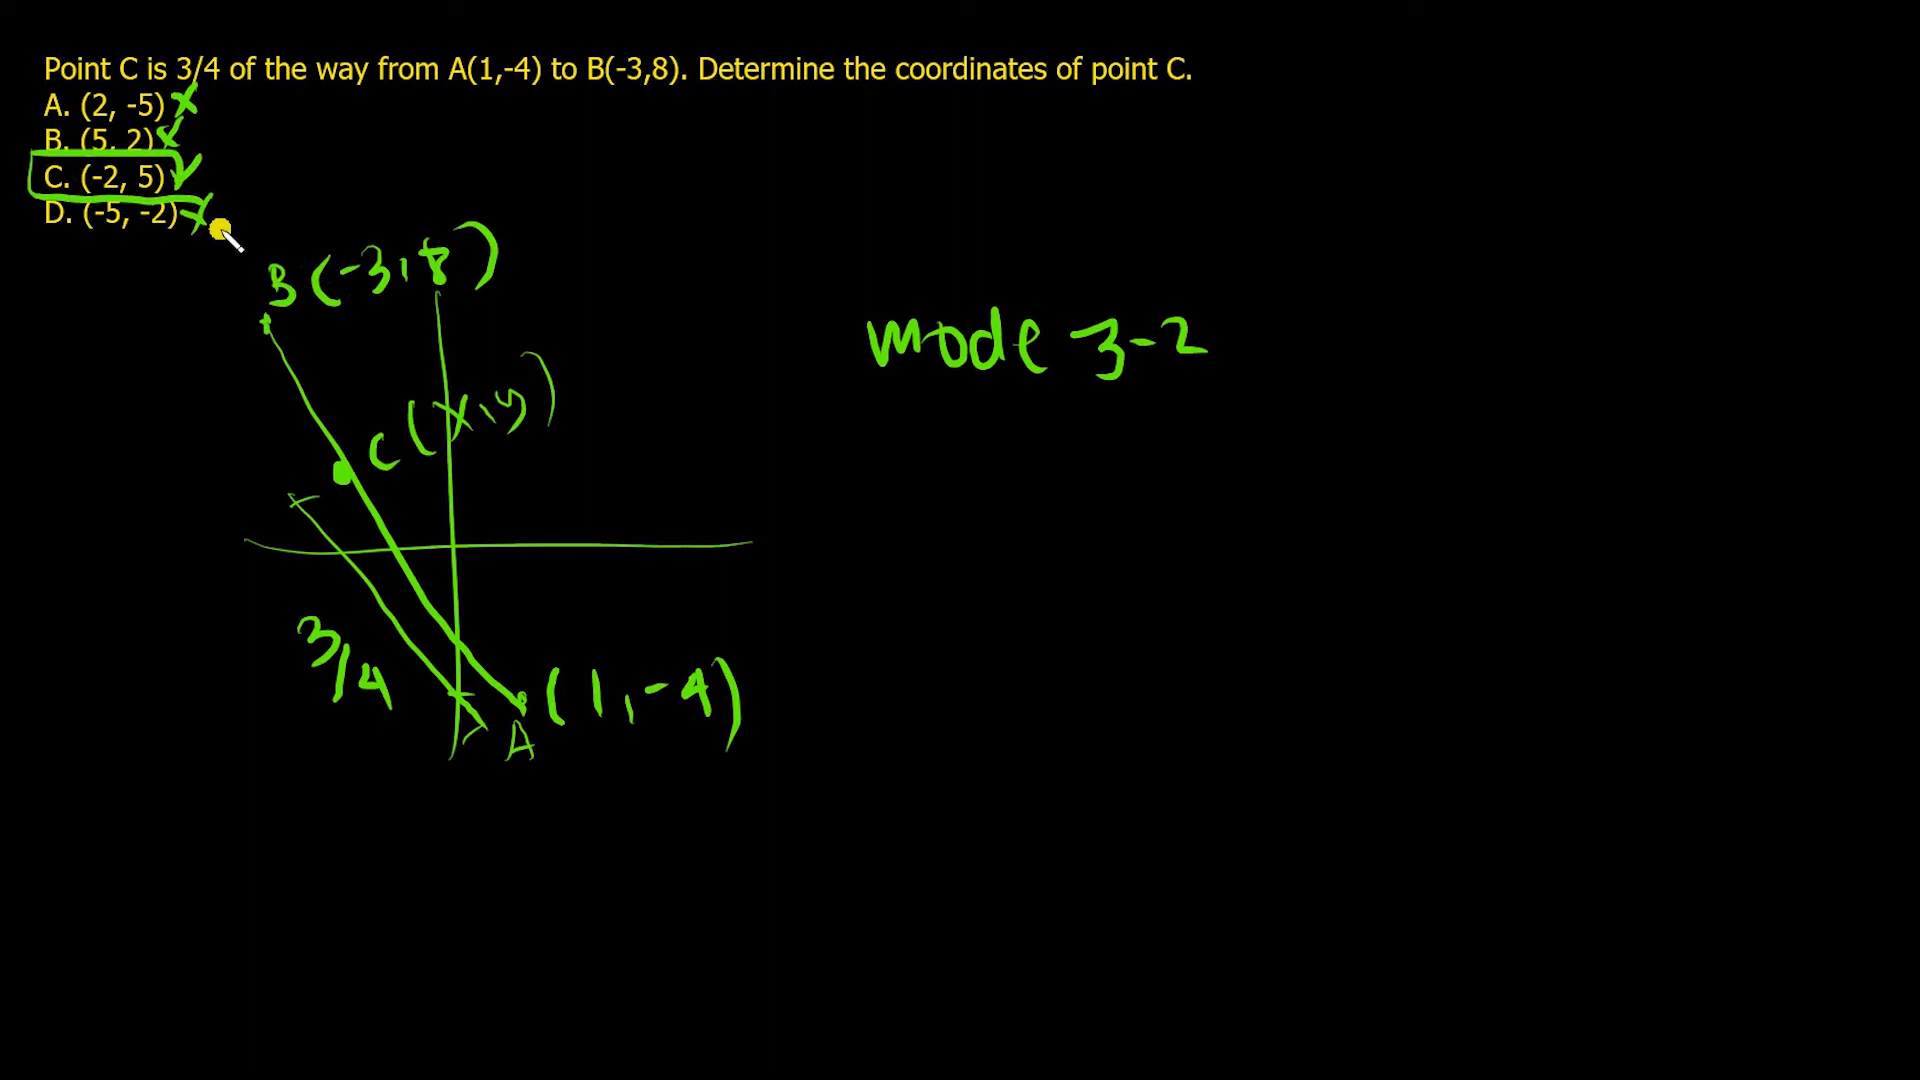 Point C is 3/4 of the way from A(1,-4) to B(-3,8). Determine the coordinates of point C.
A. (2, -5)
B. (5, 2)
C. (-2, 5)
D. (-5, -2)
B (-3, 8)
mode 3-2
C (x, y)
3/4
(1, -4)
A